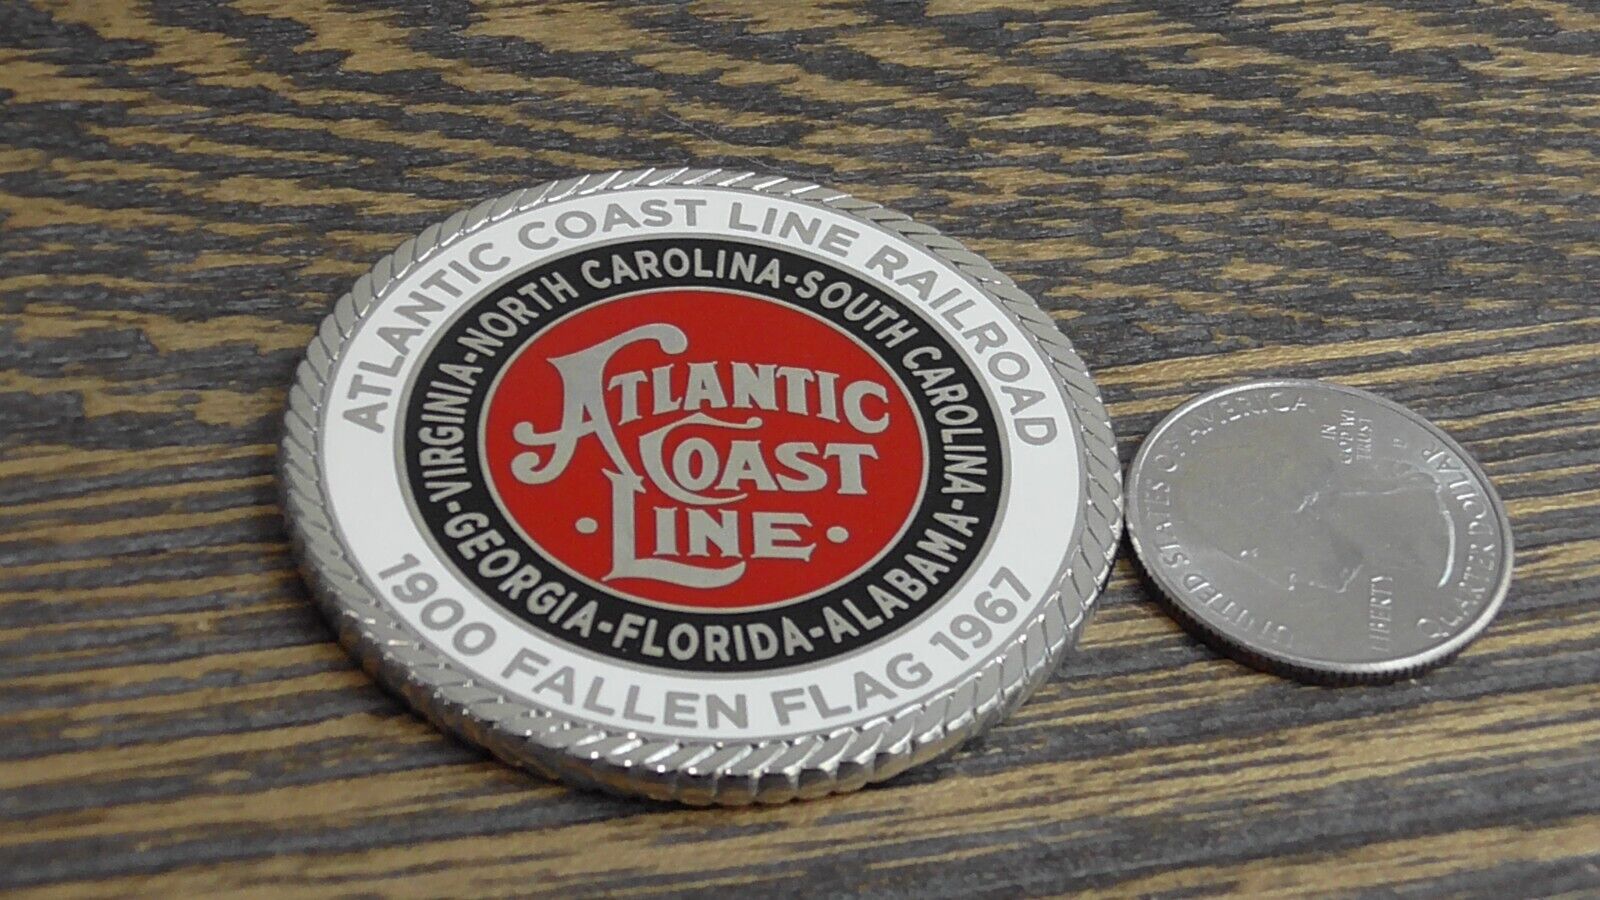 ATLANTIC COAST LINE RAILROAD
VIRGINIA-NORTH CAROLINA-SOUTH CAROLINA-
GEORGIA-FLORIDA-ALABAMA-
ATLANTIC
COAST
·LINE·
1900 FALLEN FLAG 1967
UNITED STATES OF AMERICA
IN
GOD WE
TRUST
P
LIBERTY
QUARTER DOLLAR